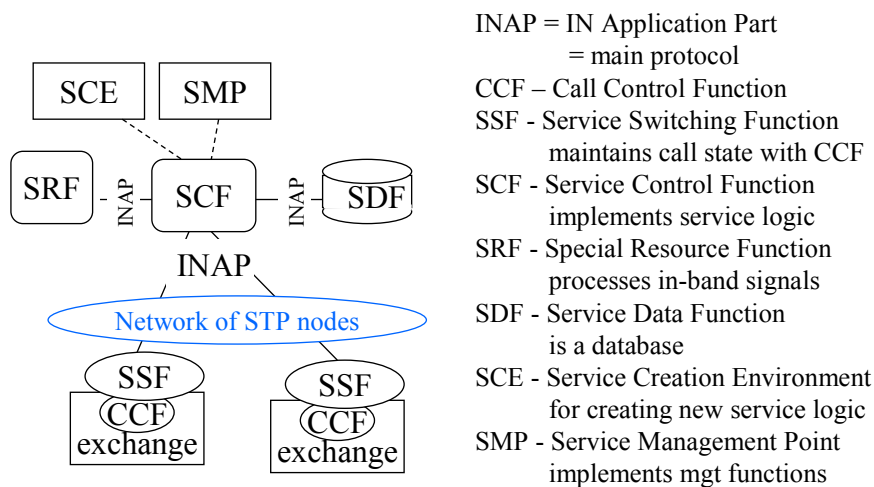 SCE
SMP
SRF
INAP
SCF
INAP
SDF
INAP
Network of STP nodes
SSF
CCF
exchange
SSF
CCF
exchange
INAP = IN Application Part
= main protocol
CCF – Call Control Function
SSF - Service Switching Function
maintains call state with CCF
SCF - Service Control Function
implements service logic
SRF - Special Resource Function
processes in-band signals
SDF - Service Data Function
is a database
SCE - Service Creation Environment
for creating new service logic
SMP - Service Management Point
implements mgt functions